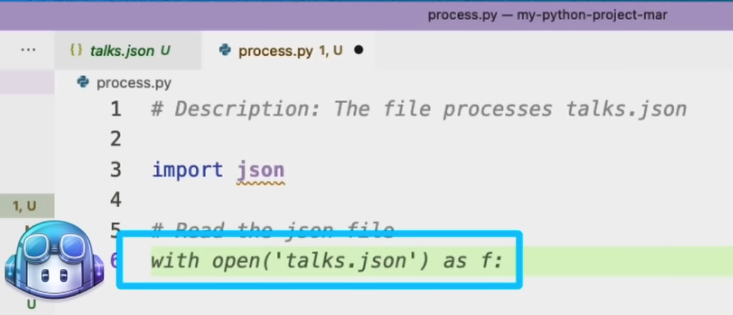 process.py — my-python-project-mar
... {} talks.json U process.py 1, U ●
process.py
1 # Description: The file processes talks.json
2
3 import json
4
1, U
5 # Read the json file
6 with open('talks.json') as f:
U